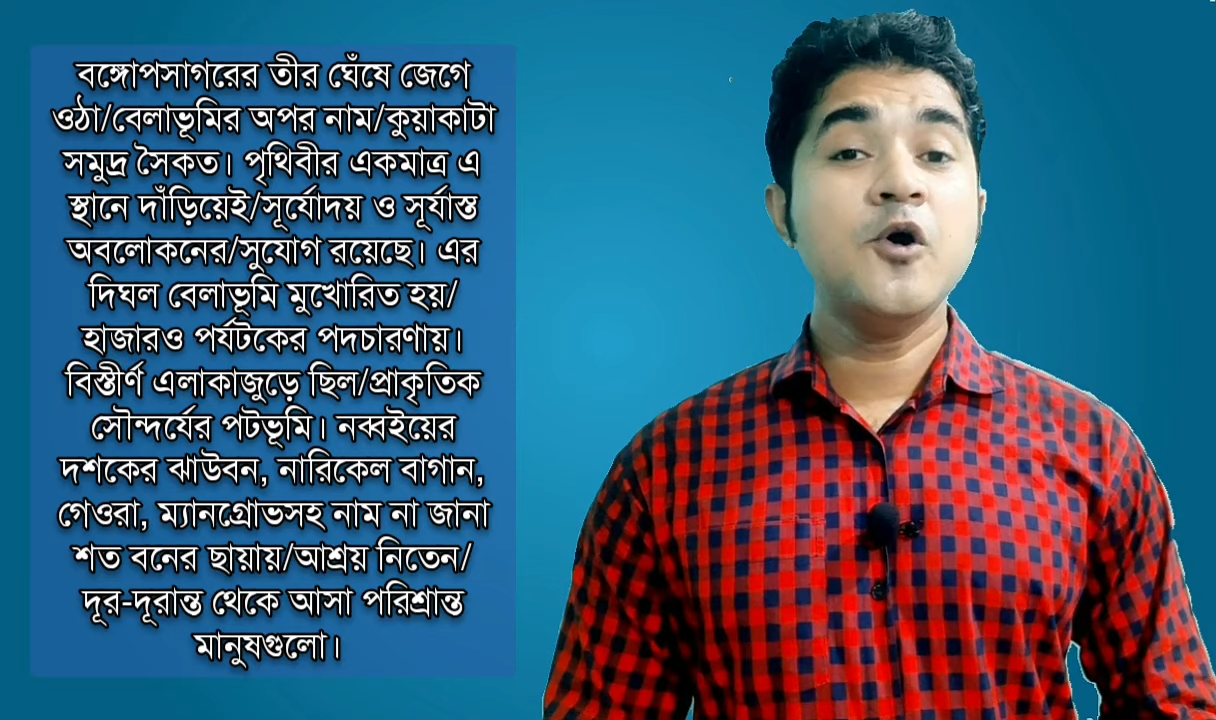 বঙ্গোপসাগরের তীর ঘেঁষে জেগে
ওঠা/বেলাভূমির অপর নাম/কুয়াকাটা
সমুদ্র সৈকত। পৃথিবীর একমাত্র এ
স্থানে দাঁড়িয়েই/সূর্যোদয় ও সূর্যাস্ত
অবলোকনের/সুযোগ রয়েছে। এর
দিঘল বেলাভূমি মুখোরিত হয়/
হাজারও পর্যটকের পদচারণায়।
বিস্তীর্ণ এলাকাজুড়ে ছিল/প্রাকৃতিক
সৌন্দর্যের পটভূমি। নব্বইয়ের
দশকের ঝাউবন, নারিকেল বাগান,
গেওরা, ম্যানগ্রোভসহ নাম না জানা
শত বনের ছায়ায়/আশ্রয় নিতেন/
দূর-দূরান্ত থেকে আসা পরিশ্রান্ত
মানুষগুলো।